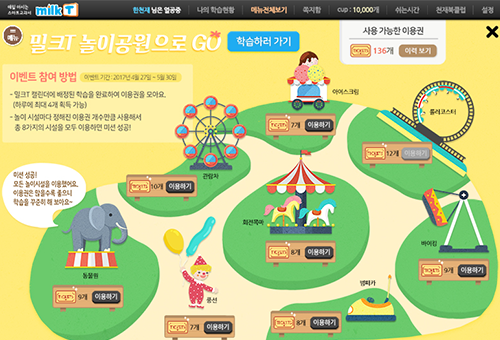 매일 마시는
스마트교과서
milk T
한현재 님은 열공중
나의 학습현황
메뉴전체보기
쪽지함
cup : 10,000개
쉬는시간
전체복클럽
설정
메뉴
밀크T 놀이공원으로 GO
학습하러 가기
사용 가능한 이용권
136개
이력 보기
이벤트 참여 방법
이벤트 기간 : 2017년 4월 27일 ~ 5월 30일
- 밀크T 캘린더에 배정된 학습을 완료하여 이용권을 모아요.
(하루에 최대 4개 획득 가능)
- 놀이 시설마다 정해진 이용권 개수만큼 사용해서
총 8가지의 시설을 모두 이용하면 미션 성공!
아이스크림
7개
이용하기
롤러코스터
12개
이용하기
관람차
10개
이용하기
회전목마
8개
이용하기
바이킹
9개
이용하기
미션 성공!
모든 놀이시설을 이용했어요.
이용권은 많을수록 좋으니
학습을 꾸준히 해 보아요~
동물원
9개
이용하기
풍선
7개
이용하기
범퍼카
8개
이용하기